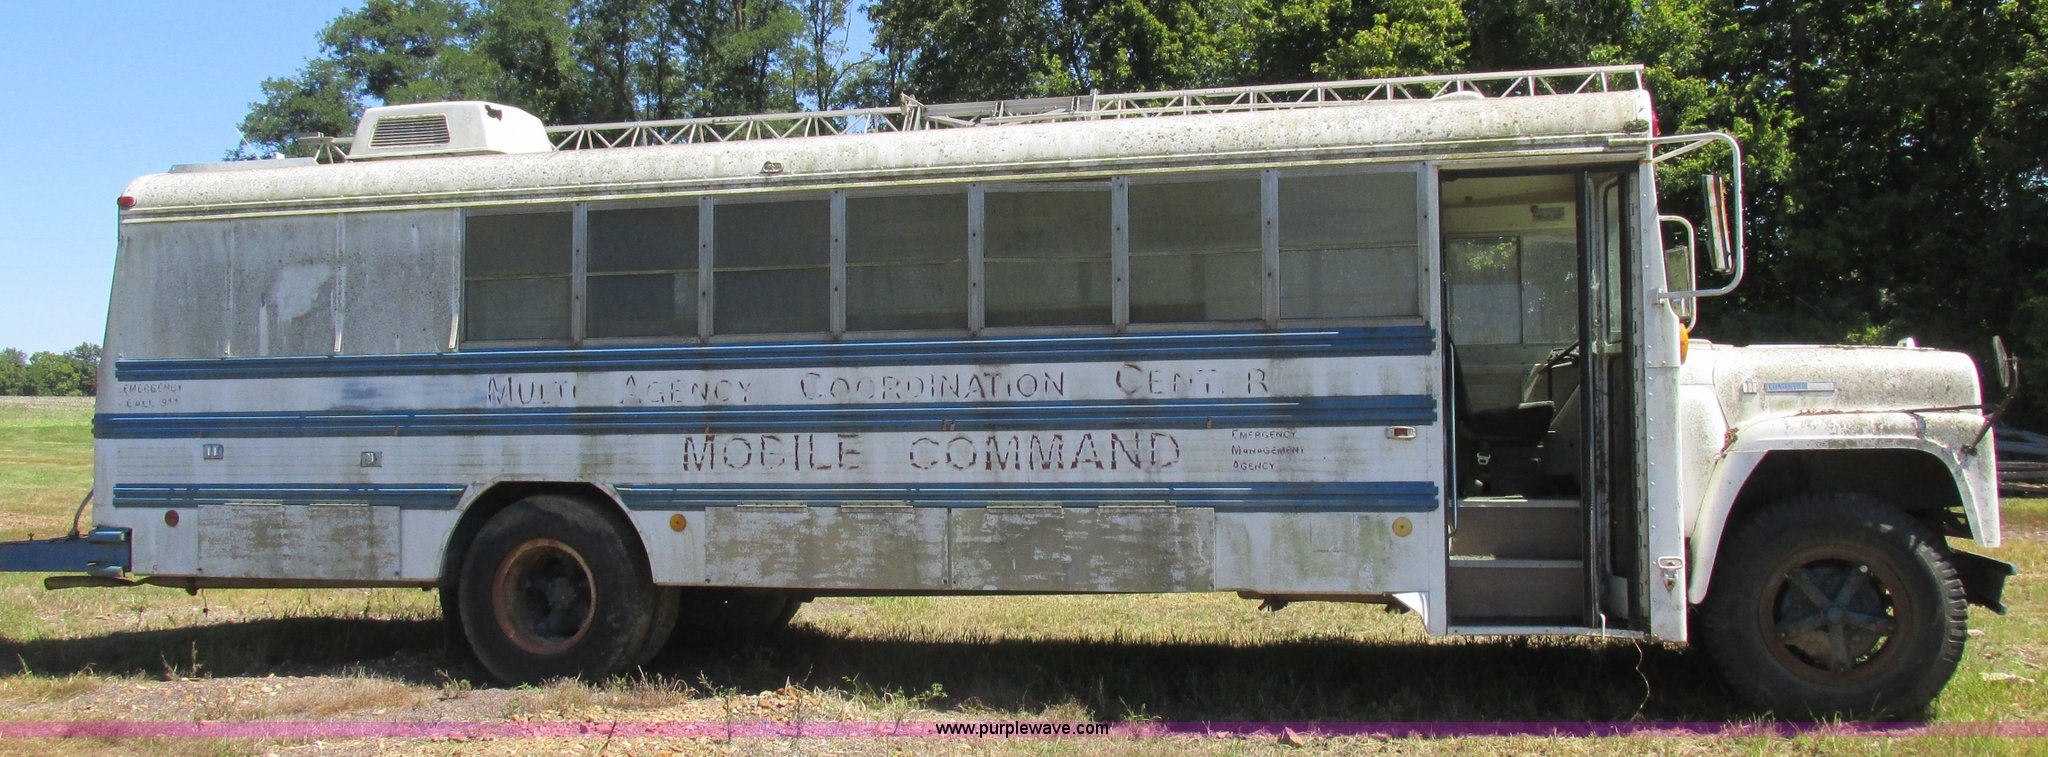 MULTI AGENCY COORDINATION CENT R
EMERGENCY
CALL 911
MOBILE COMMAND
EMERGENCY
MANAGEMENT
AGENCY
www.purplewave.com